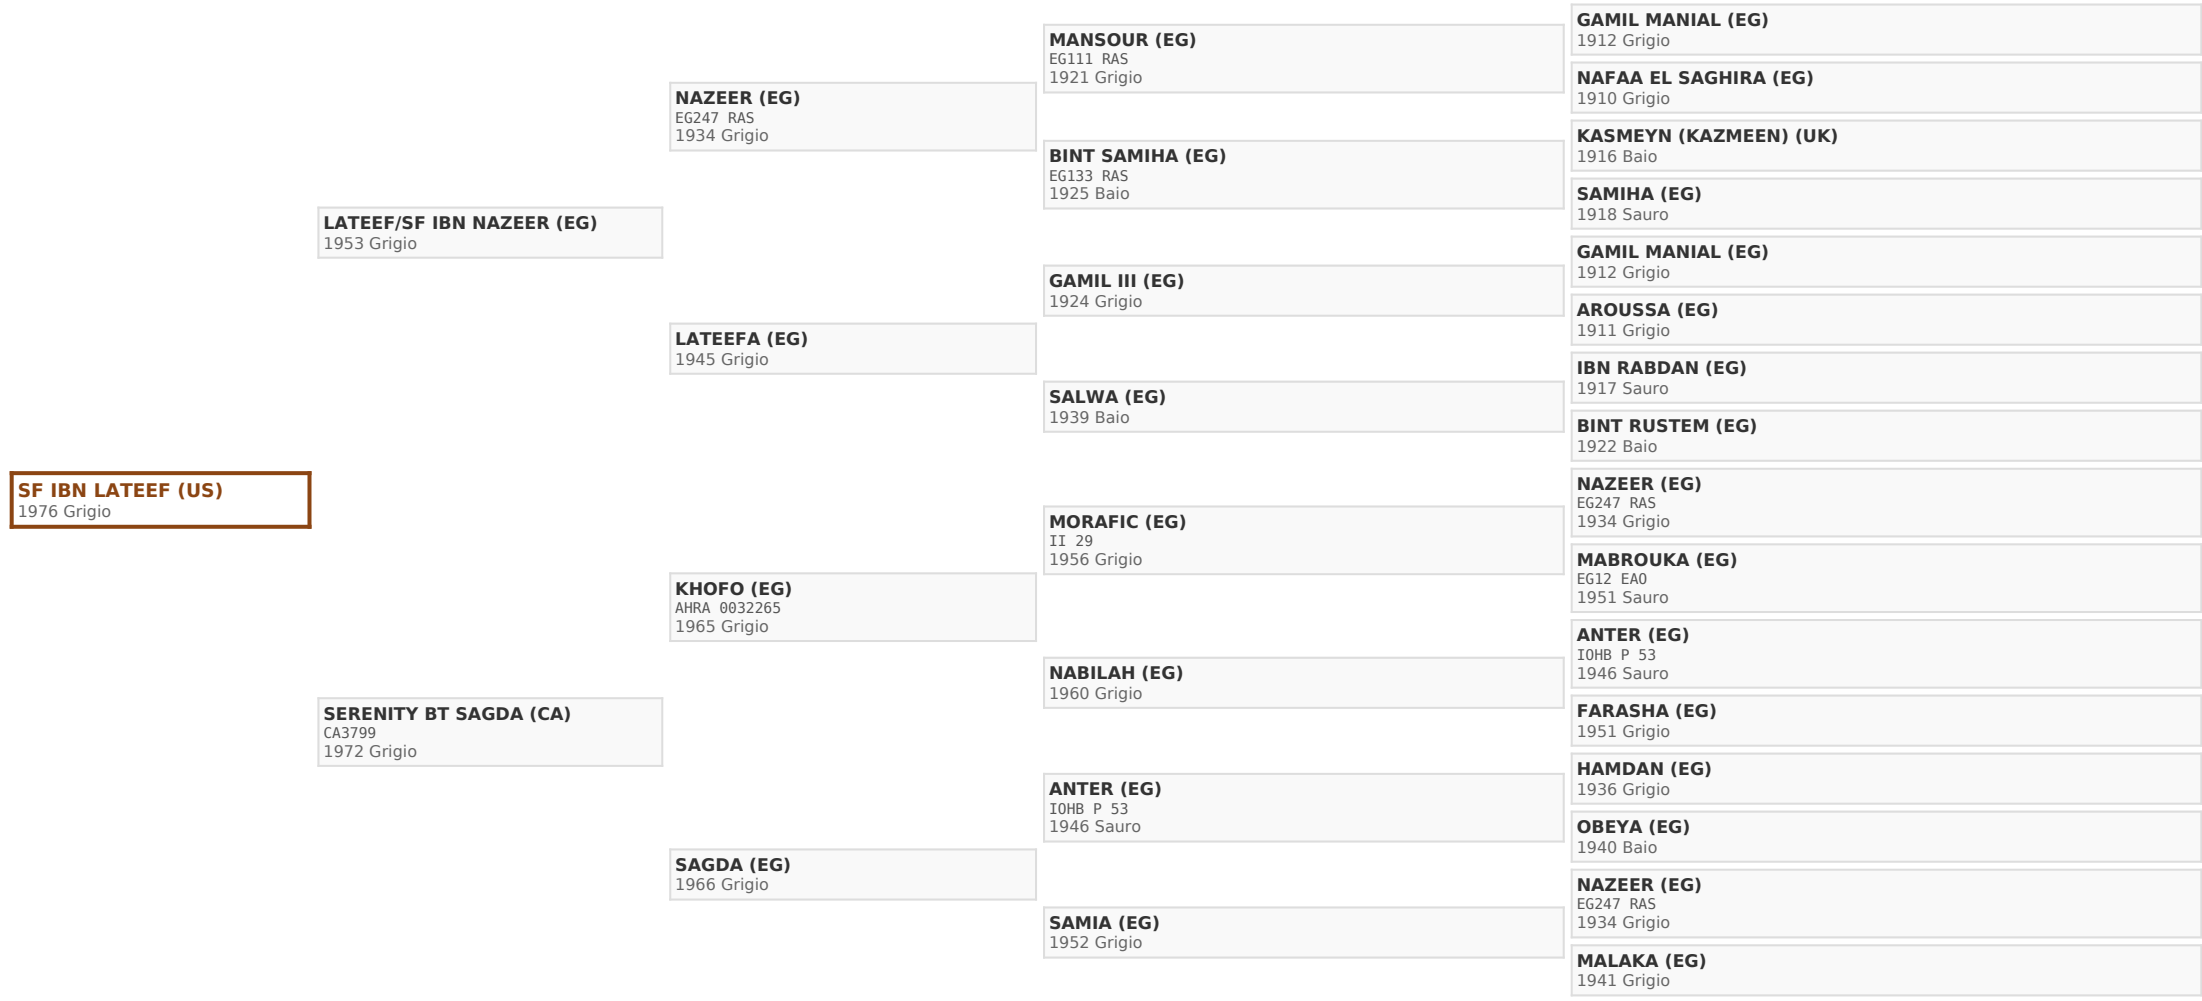 SF IBN LATEEF (US)
1976 Grigio
LATEEF/SF IBN NAZEER (EG)
1953 Grigio
SERENITY BT SAGDA (CA)
CA3799
1972 Grigio
NAZEER (EG)
EG247 RAS
1934 Grigio
LATEEFA (EG)
1945 Grigio
KHOFO (EG)
AHRA 0032265
1965 Grigio
SAGDA (EG)
1966 Grigio
MANSOUR (EG)
EG111 RAS
1921 Grigio
BINT SAMIHA (EG)
EG133 RAS
1925 Baio
GAMIL III (EG)
1924 Grigio
SALWA (EG)
1939 Baio
MORAFIC (EG)
II 29
1956 Grigio
NABILAH (EG)
1960 Grigio
ANTER (EG)
IOHB P 53
1946 Sauro
SAMIA (EG)
1952 Grigio
GAMIL MANIAL (EG)
1912 Grigio
NAFAA EL SAGHIRA (EG)
1910 Grigio
KASMEYN (KAZMEEN) (UK)
1916 Baio
SAMIHA (EG)
1918 Sauro
GAMIL MANIAL (EG)
1912 Grigio
AROUSSA (EG)
1911 Grigio
IBN RABDAN (EG)
1917 Sauro
BINT RUSTEM (EG)
1922 Baio
NAZEER (EG)
EG247 RAS
1934 Grigio
MABROUKA (EG)
EG12 EAO
1951 Sauro
ANTER (EG)
IOHB P 53
1946 Sauro
FARASHA (EG)
1951 Grigio
HAMDAN (EG)
1936 Grigio
OBEYA (EG)
1940 Baio
NAZEER (EG)
EG247 RAS
1934 Grigio
MALAKA (EG)
1941 Grigio